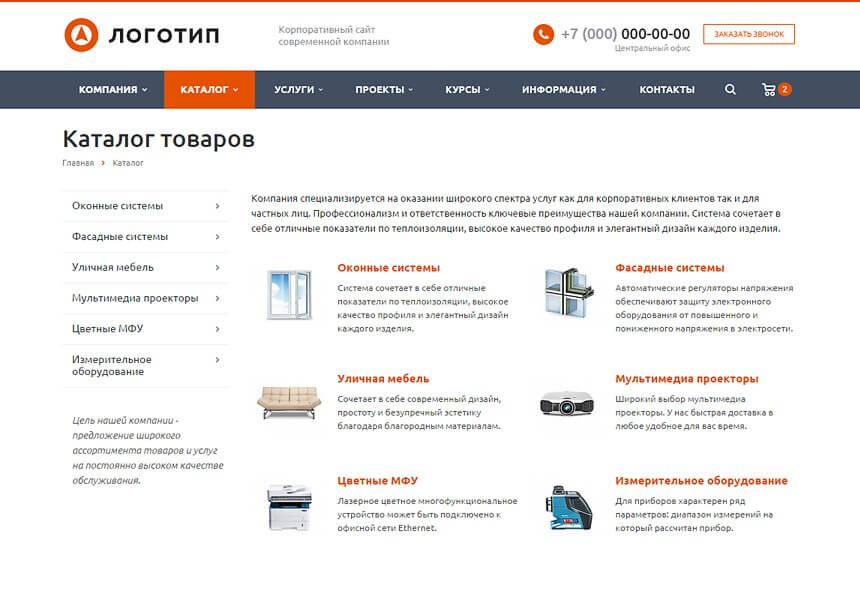 ЛОГОТИП
Корпоративный сайт
современной компании
+7 (000) 000-00-00
Центральный офис
ЗАКАЗАТЬ ЗВОНОК
КОМПАНИЯ КАТАЛОГ УСЛУГИ ПРОЕКТЫ КУРСЫ ИНФОРМАЦИЯ КОНТАКТЫ 2
Каталог товаров
Главная › Каталог
Оконные системы
Фасадные системы
Уличная мебель
Мультимедиа проекторы
Цветные МФУ
Измерительное
оборудование
Цель нашей компании -
предложение широкого
ассортимента товаров и услуг
на постоянно высоком качестве
обслуживания.
Компания специализируется на оказании широкого спектра услуг как для корпоративных клиентов так и для
частных лиц. Профессионализм и ответственность ключевые преимущества нашей компании. Система сочетает в
себе отличные показатели по теплоизоляции, высокое качество профиля и элегантный дизайн каждого изделия.
Оконные системы
Система сочетает в себе отличные
показатели по теплоизоляции, высокое
качество профиля и элегантный дизайн
каждого изделия.
Фасадные системы
Автоматические регуляторы напряжения
обеспечивают защиту электронного
оборудования от повышенного и
пониженного напряжения в электросети.
Уличная мебель
Сочетает в себе современный дизайн,
простоту и безупречный эстетику
благодаря благородным материалам.
Мультимедиа проекторы
Широкий выбор мультимедиа
проекторы. У нас быстрая доставка в
любое удобное для вас время.
Цветные МФУ
Лазерное цветное многофункциональное
устройство может быть подключено к
офисной сети Ethernet.
Измерительное оборудование
Для приборов характерен ряд
параметров: диапазон измерений на
который рассчитан прибор.